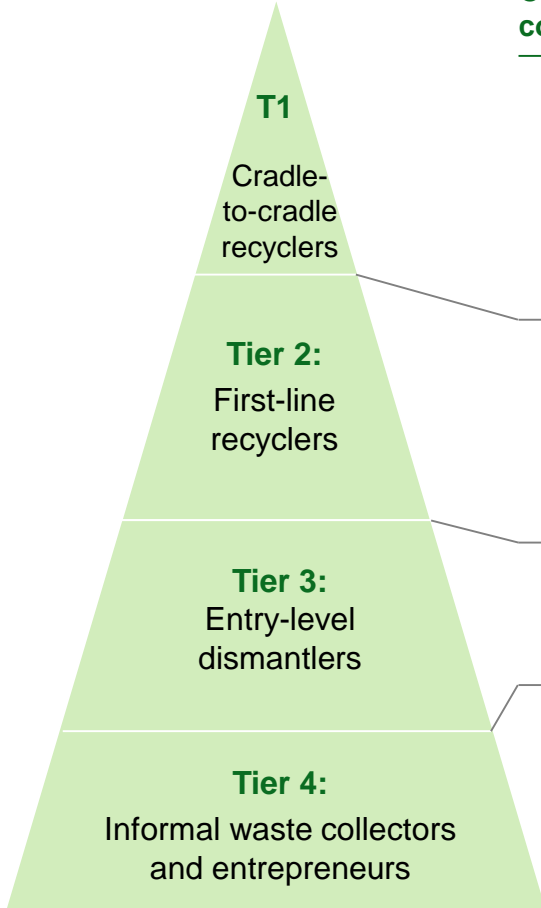 T1
Cradle-
to-cradle
recyclers
Tier 2:
First-line
recyclers
Tier 3:
Entry-level
dismantlers
Tier 4:
Informal waste collectors
and entrepreneurs